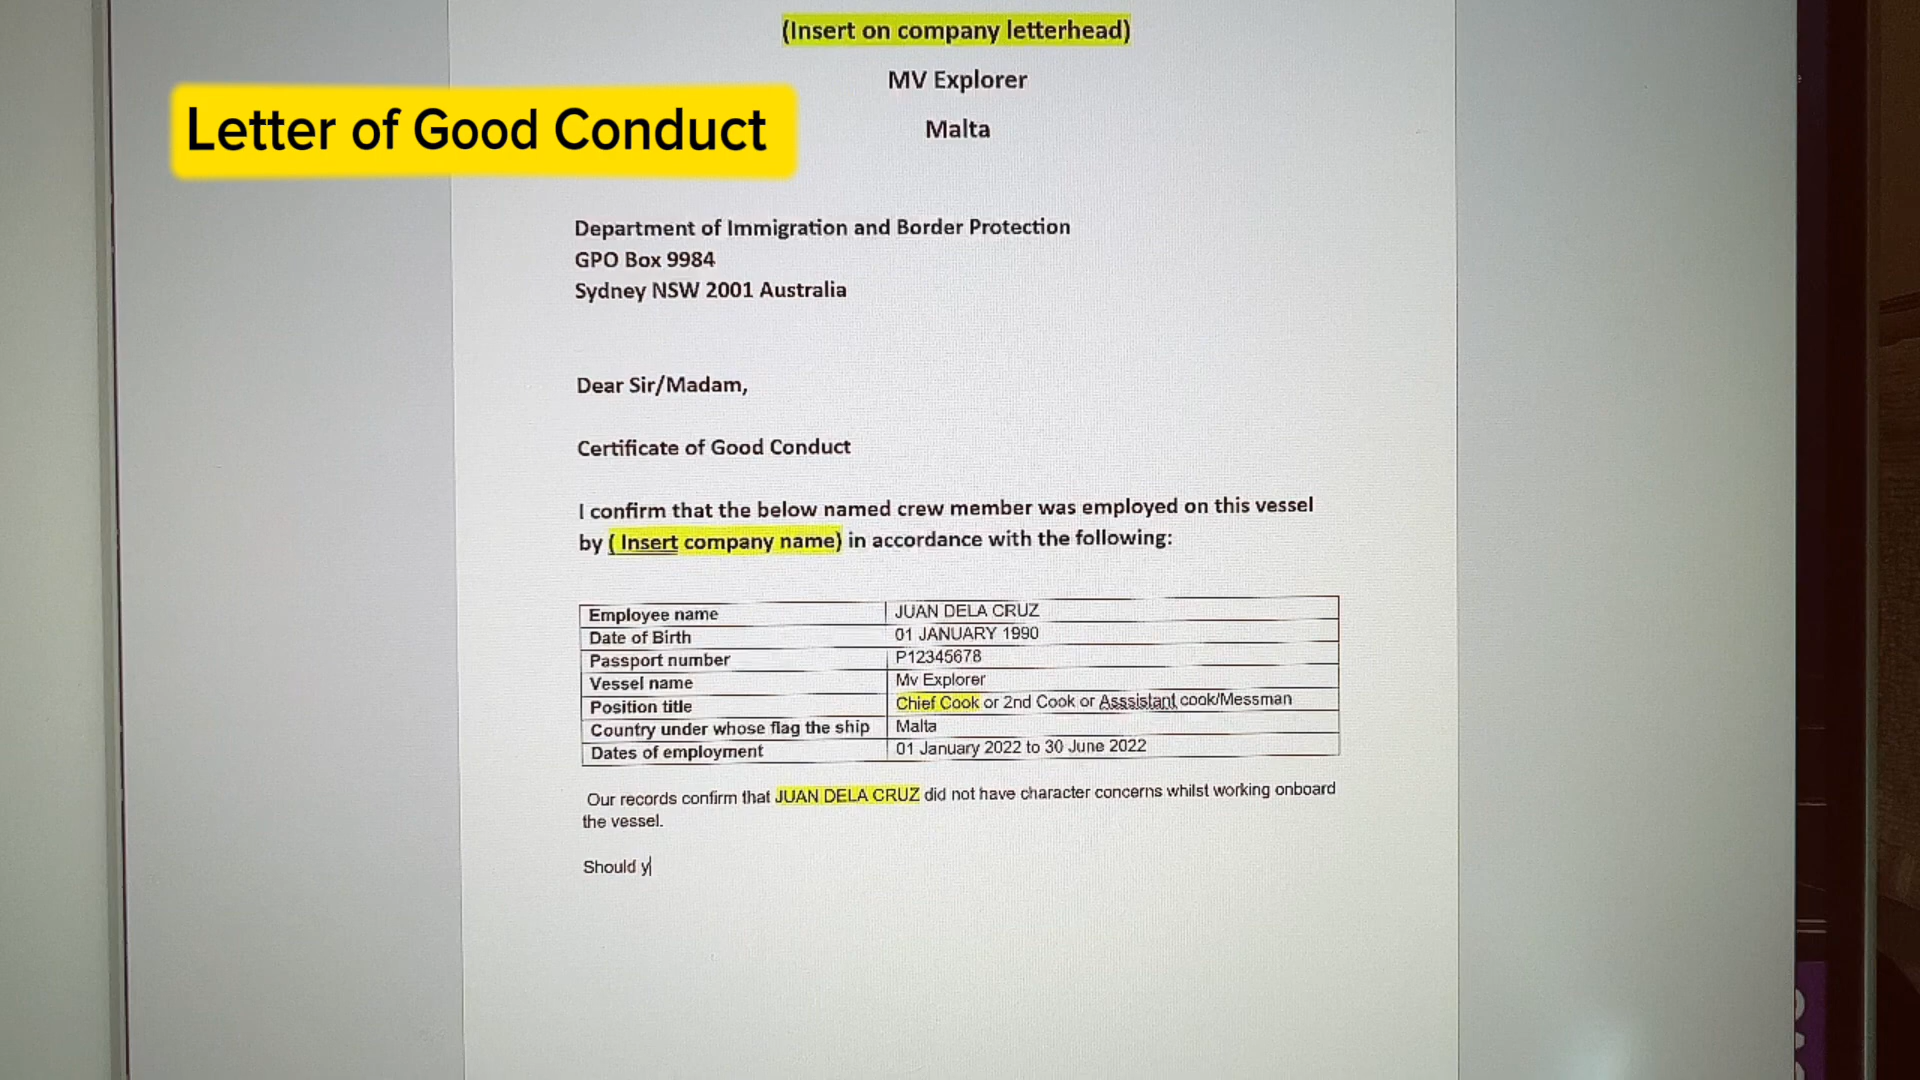 (Insert on company letterhead)
MV Explorer
Malta
Letter of Good Conduct
Department of Immigration and Border Protection
GPO Box 9984
Sydney NSW 2001 Australia
Dear Sir/Madam,
Certificate of Good Conduct
I confirm that the below named crew member was employed on this vessel
by ( Insert company name) in accordance with the following:
Employee name JUAN DELA CRUZ
Date of Birth 01 JANUARY 1990
Passport number P12345678
Vessel name Mv Explorer
Position title Chief Cook or 2nd Cook or Asssistant cook/Messman
Country under whose flag the ship Malta
Dates of employment 01 January 2022 to 30 June 2022
Our records confirm that JUAN DELA CRUZ did not have character concerns whilst working onboard
the vessel.
Should y